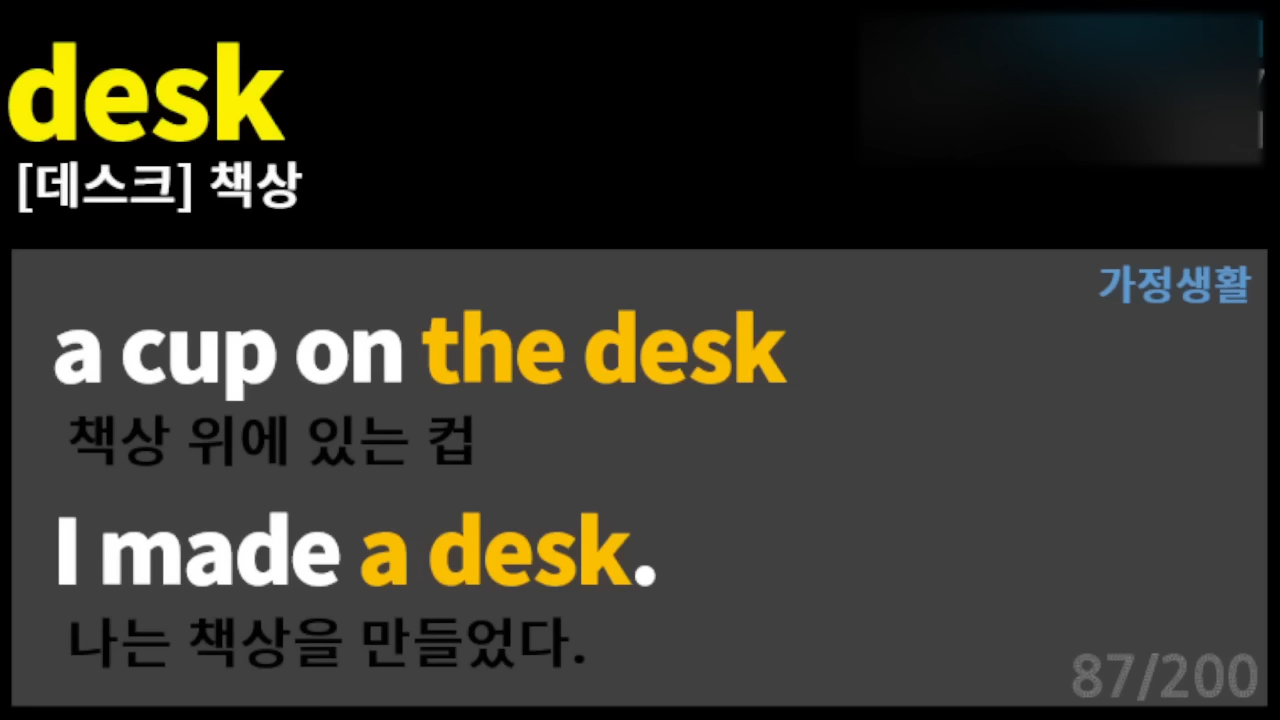 desk
[데스크] 책상
가정생활
a cup on the desk
책상 위에 있는 컵
I made a desk.
나는 책상을 만들었다.
87/200